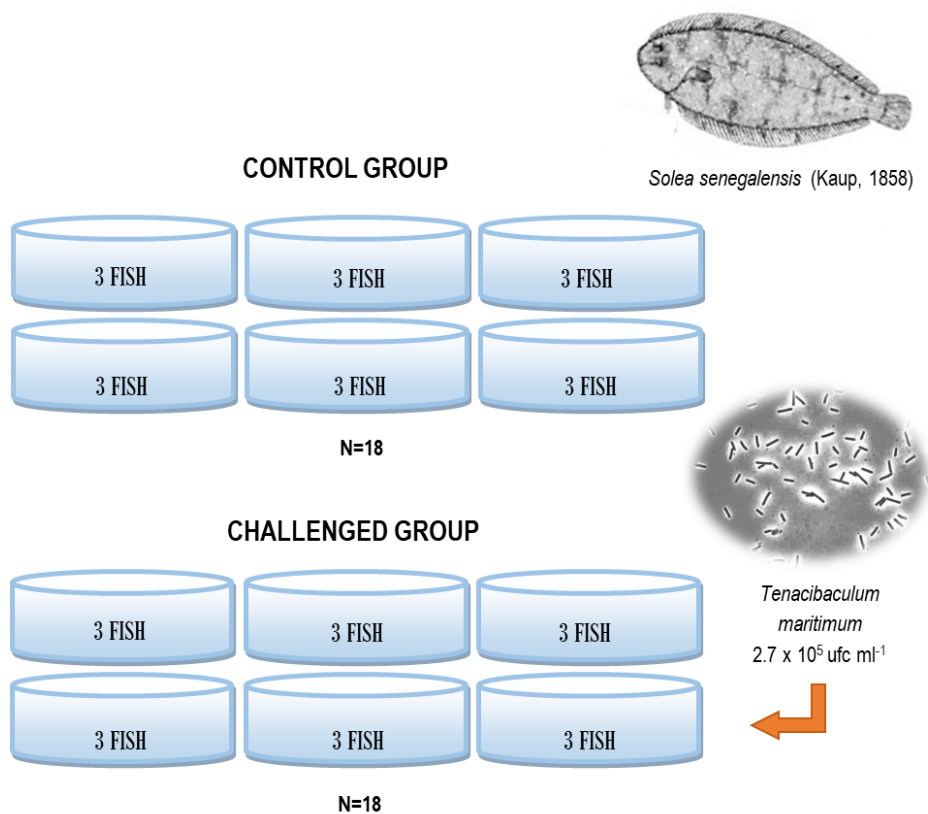 Solea senegalensis (Kaup, 1858)
CONTROL GROUP
3 FISH
3 FISH
3 FISH
3 FISH
3 FISH
3 FISH
N=18
CHALLENGED GROUP
3 FISH
3 FISH
3 FISH
3 FISH
3 FISH
3 FISH
N=18
Tenacibaculum
maritimum
2.7 x 10⁵ ufc ml⁻¹